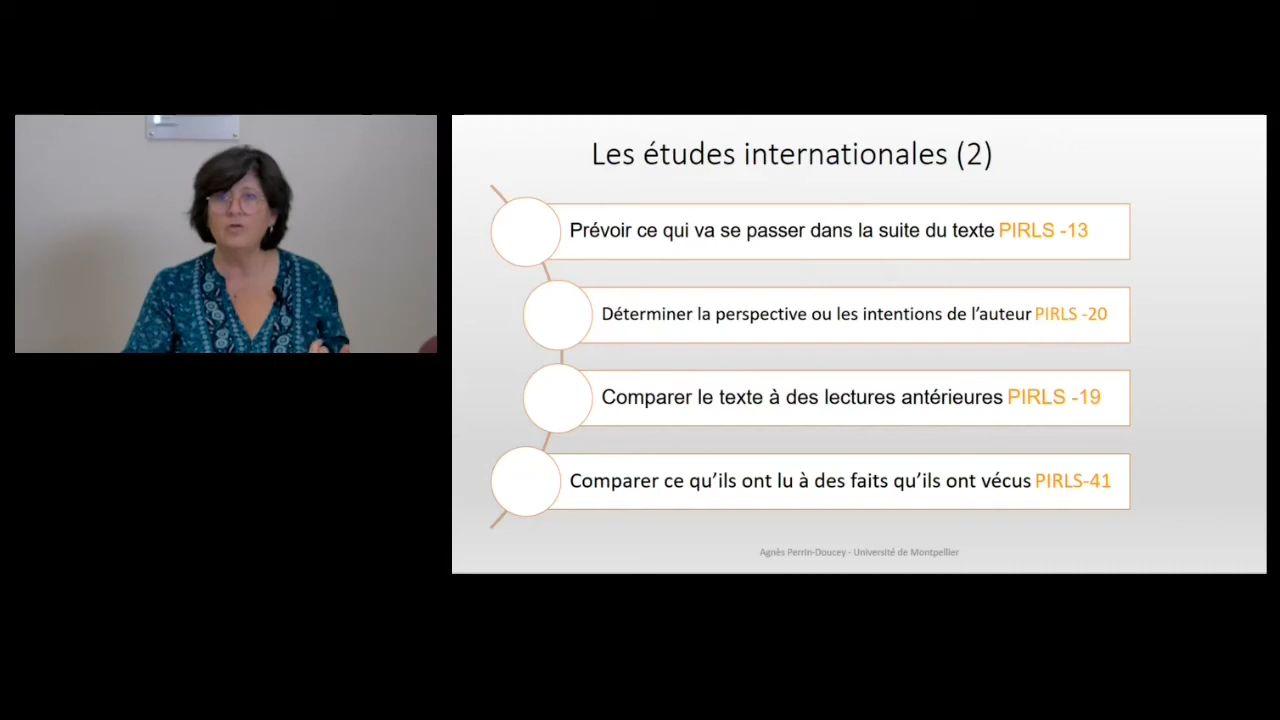 Les études internationales (2)
Prévoir ce qui va se passer dans la suite du texte PIRLS -13
Déterminer la perspective ou les intentions de l'auteur PIRLS -20
Comparer le texte à des lectures antérieures PIRLS -19
Comparer ce qu'ils ont lu à des faits qu'ils ont vécus PIRLS-41
Agnès Perrin-Doucey - Université de Montpellier